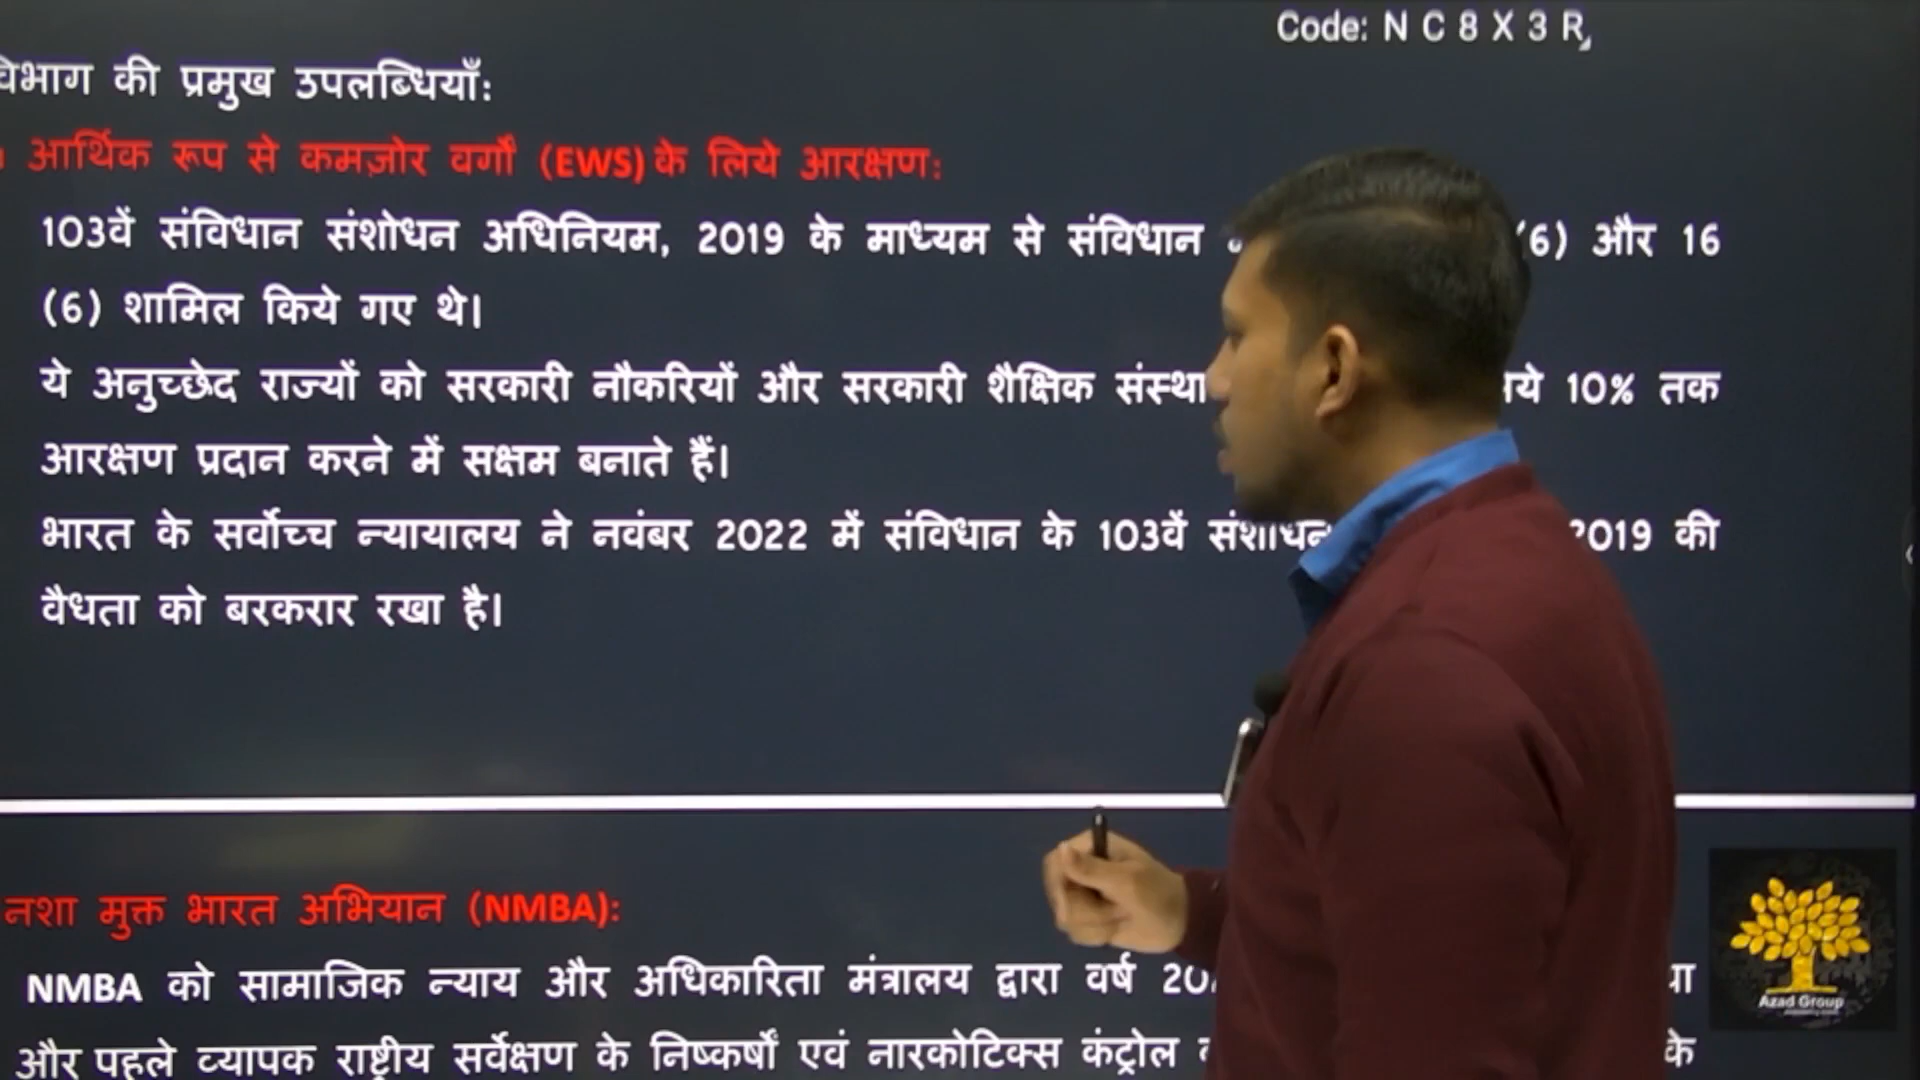 Code: N C 8 X 3 R
विभाग की प्रमुख उपलब्धियाँ:
आर्थिक रूप से कमज़ोर वर्गों (EWS) के लिये आरक्षण:
103वें संविधान संशोधन अधिनियम, 2019 के माध्यम से संविधान (6) और 16
(6) शामिल किये गए थे।
ये अनुच्छेद राज्यों को सरकारी नौकरियों और सरकारी शैक्षिक 10% तक
आरक्षण प्रदान करने में सक्षम बनाते हैं।
भारत के सर्वोच्च न्यायालय ने नवंबर 2022 में संविधान के 103वें 2019 की
वैधता को बरकरार रखा है।
नशा मुक्त भारत अभियान (NMBA):
NMBA को सामाजिक न्याय और अधिकारिता मंत्रालय द्वारा वर्ष
और पहले व्यापक राष्ट्रीय सर्वेक्षण के निष्कर्षों एवं नारकोटिक्स कंट्रोल के
Azad Group